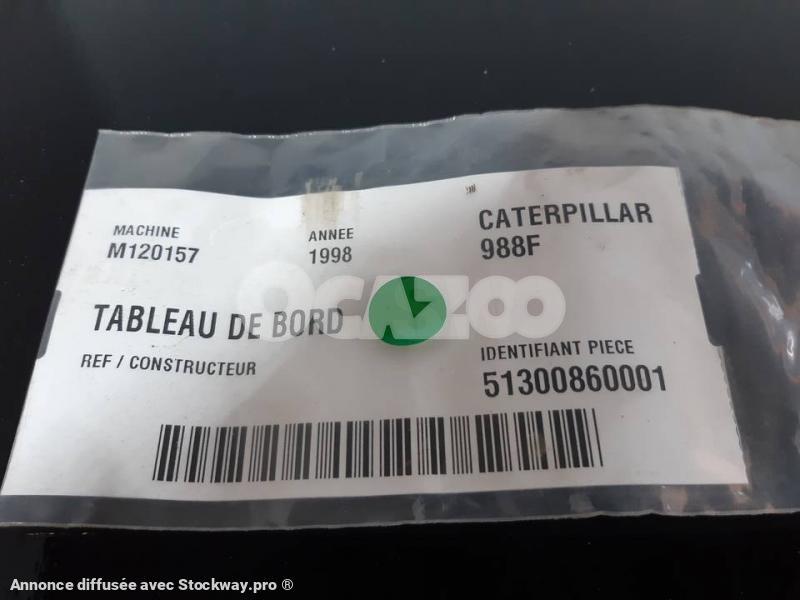 MACHINE
M120157
ANNEE
1998
CATERPILLAR
988F
OCAZOO
TABLEAU DE BORD
REF / CONSTRUCTEUR
IDENTIFIANT PIECE
51300860001
Annonce diffusée avec Stockway.pro ®